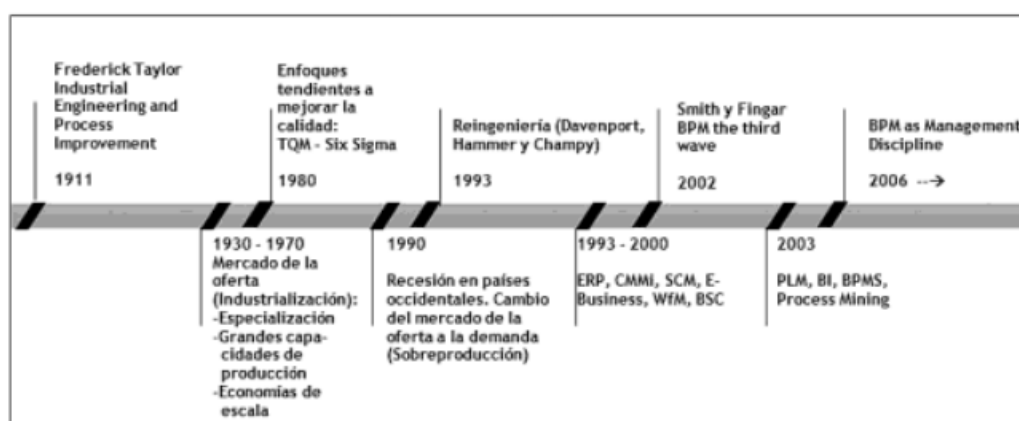 Frederick Taylor
Industrial
Engineering and
Process
Improvement
1911
Enfoques
tendientes a
mejorar la
calidad:
TQM - Six Sigma
1980
Reingeniería (Davenport,
Hammer y Champy)
1993
Smith y Fingar
BPM the third
wave
2002
BPM as Management
Discipline
2006 -->
1930 - 1970
Mercado de la
oferta
(Industrialización):
-Especialización
-Grandes capa-
cidades de
producción
-Economías de
escala
1990
Recesión en países
occidentales. Cambio
del mercado de la
oferta a la demanda
(Sobreproducción)
1993 - 2000
ERP, CMMi, SCM, E-
Business, WfM, BSC
2003
PLM, BI, BPMS,
Process Mining